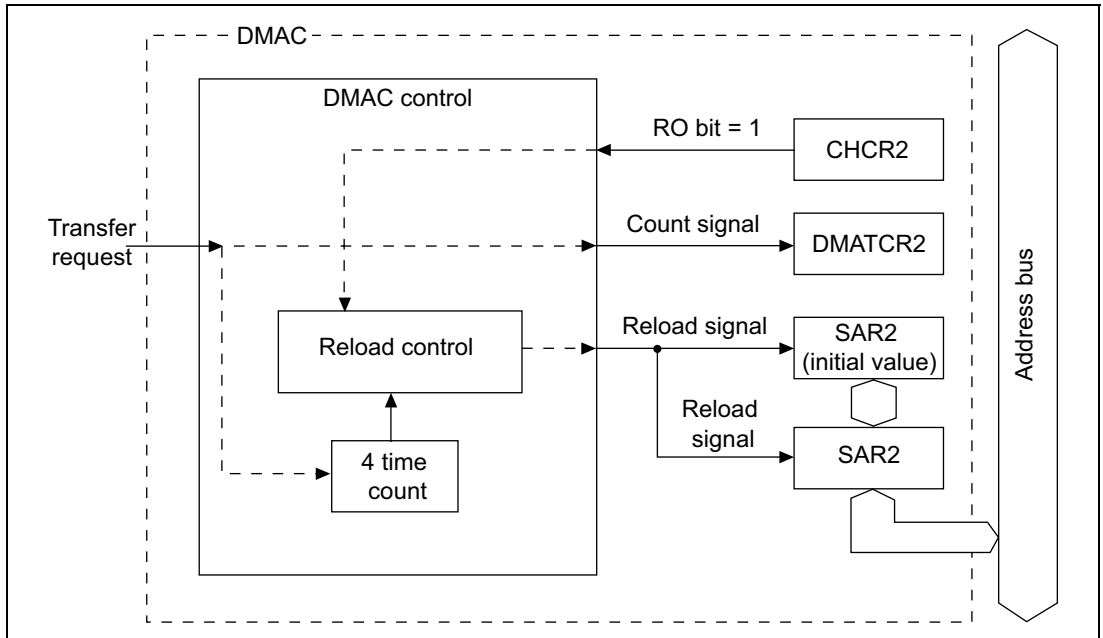 DMAC
DMAC control
RO bit = 1
CHCR2
Transfer
request
Count signal
DMATCR2
Reload control
Reload signal
SAR2
(initial value)
Reload
signal
4 time
count
SAR2
Address bus